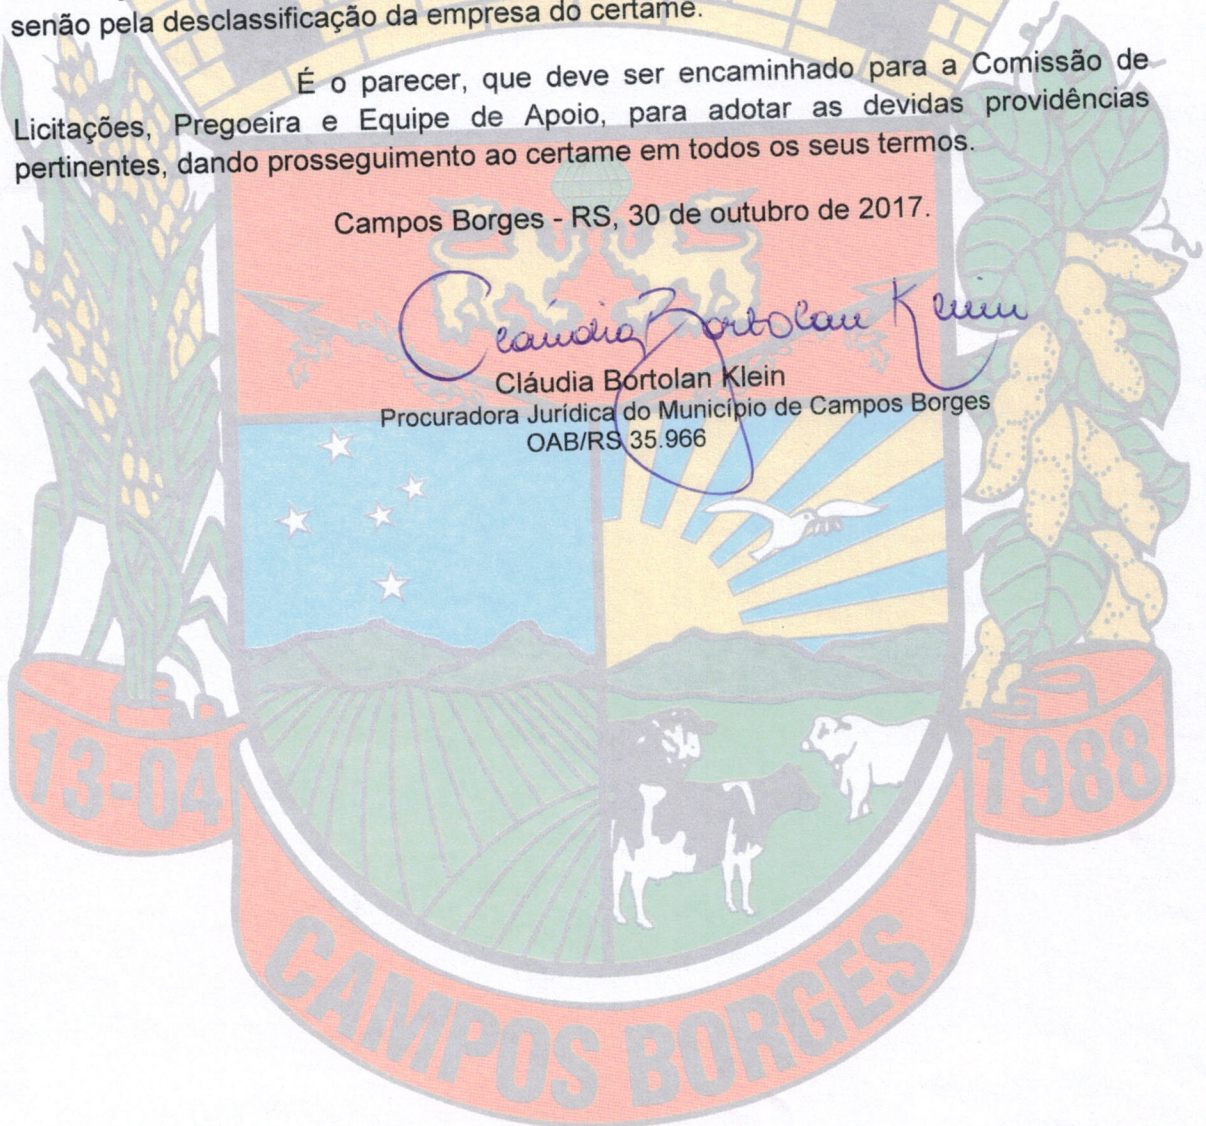 senão pela desclassificação da empresa do certame.
É o parecer, que deve ser encaminhado para a Comissão de
Licitações, Pregoeira e Equipe de Apoio, para adotar as devidas providências
pertinentes, dando prosseguimento ao certame em todos os seus termos.
Campos Borges - RS, 30 de outubro de 2017.
Cláudia Bortolan Klein
Cláudia Bortolan Klein
Procuradora Jurídica do Município de Campos Borges
OAB/RS 35.966
13-04
1988
CAMPOS BORGES